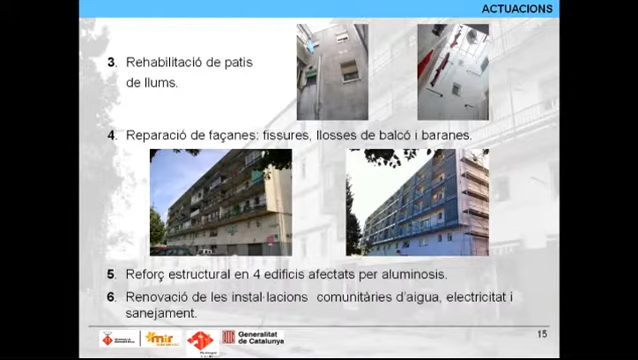 ACTUACIONS
3. Rehabilitació de patis
de llums.
4. Reparació de façanes: fissures, lloses de balcó i baranes.
5. Reforç estructural en 4 edificis afectats per aluminosis.
6. Renovació de les instal·lacions comunitàries d'aigua, electricitat i
sanejament.
mir
Generalitat
de Catalunya
15